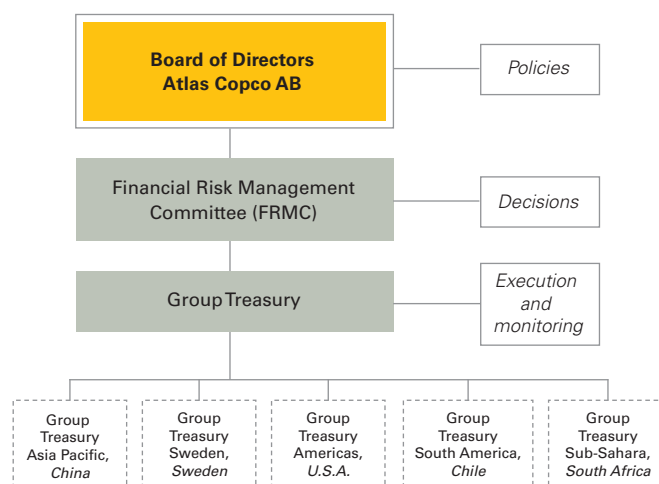 Board of Directors
Atlas Copco AB
Policies
Financial Risk Management
Committee (FRMC)
Decisions
Group Treasury
Execution
and
monitoring
Group
Treasury
Asia Pacific,
China
Group
Treasury
Sweden,
Sweden
Group
Treasury
Americas,
U.S.A.
Group
Treasury
South America,
Chile
Group
Treasury
Sub-Sahara,
South Africa